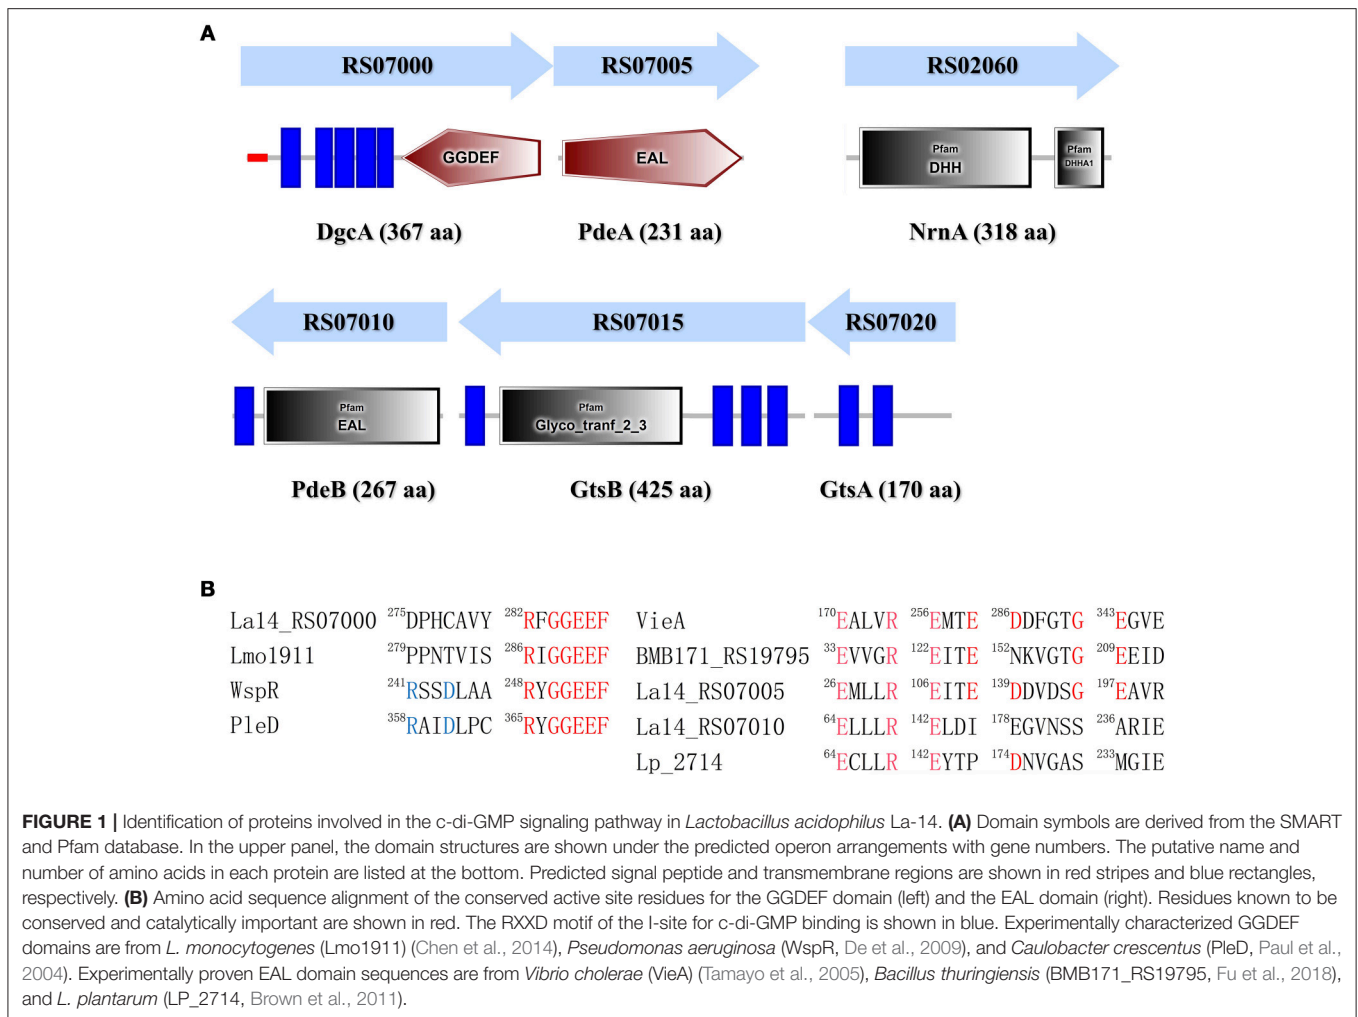 A
RS07000 RS07005 RS02060
GGDEF EAL Pfam DHH Pfam DHHA1
DgcA (367 aa) PdeA (231 aa) NrnA (318 aa)
RS07010 RS07015 RS07020
Pfam EAL Pfam Glyco_tranf_2_3
PdeB (267 aa) GtsB (425 aa) GtsA (170 aa)
B
La14_RS07000 275DPHCAVY 282RFGGEEF
Lmo1911 279PPNTVIS 286RIGGEEF
WspR 241RSSDLAA 248RYGGEEF
PleD 358RAIDLPC 365RYGGEEF
VieA 170EALVR 256EMTE 286DDFGTG 343EGVE
BMB171_RS19795 33EVVGR 122EITE 152NKVGTG 209EEID
La14_RS07005 26EMLLR 106EITE 139DDVDSG 197EAVR
La14_RS07010 64ELLLR 142ELDI 178EGVNSS 236ARIE
Lp_2714 64ECLLR 142EYTP 174DNVGAS 233MGIE
FIGURE 1 | Identification of proteins involved in the c-di-GMP signaling pathway in Lactobacillus acidophilus La-14. (A) Domain symbols are derived from the SMART
and Pfam database. In the upper panel, the domain structures are shown under the predicted operon arrangements with gene numbers. The putative name and
number of amino acids in each protein are listed at the bottom. Predicted signal peptide and transmembrane regions are shown in red stripes and blue rectangles,
respectively. (B) Amino acid sequence alignment of the conserved active site residues for the GGDEF domain (left) and the EAL domain (right). Residues known to be
conserved and catalytically important are shown in red. The RXXD motif of the I-site for c-di-GMP binding is shown in blue. Experimentally characterized GGDEF
domains are from L. monocytogenes (Lmo1911) (Chen et al., 2014), Pseudomonas aeruginosa (WspR, De et al., 2009), and Caulobacter crescentus (PleD, Paul et al.,
2004). Experimentally proven EAL domain sequences are from Vibrio cholerae (VieA) (Tamayo et al., 2005), Bacillus thuringiensis (BMB171_RS19795, Fu et al., 2018),
and L. plantarum (LP_2714, Brown et al., 2011).